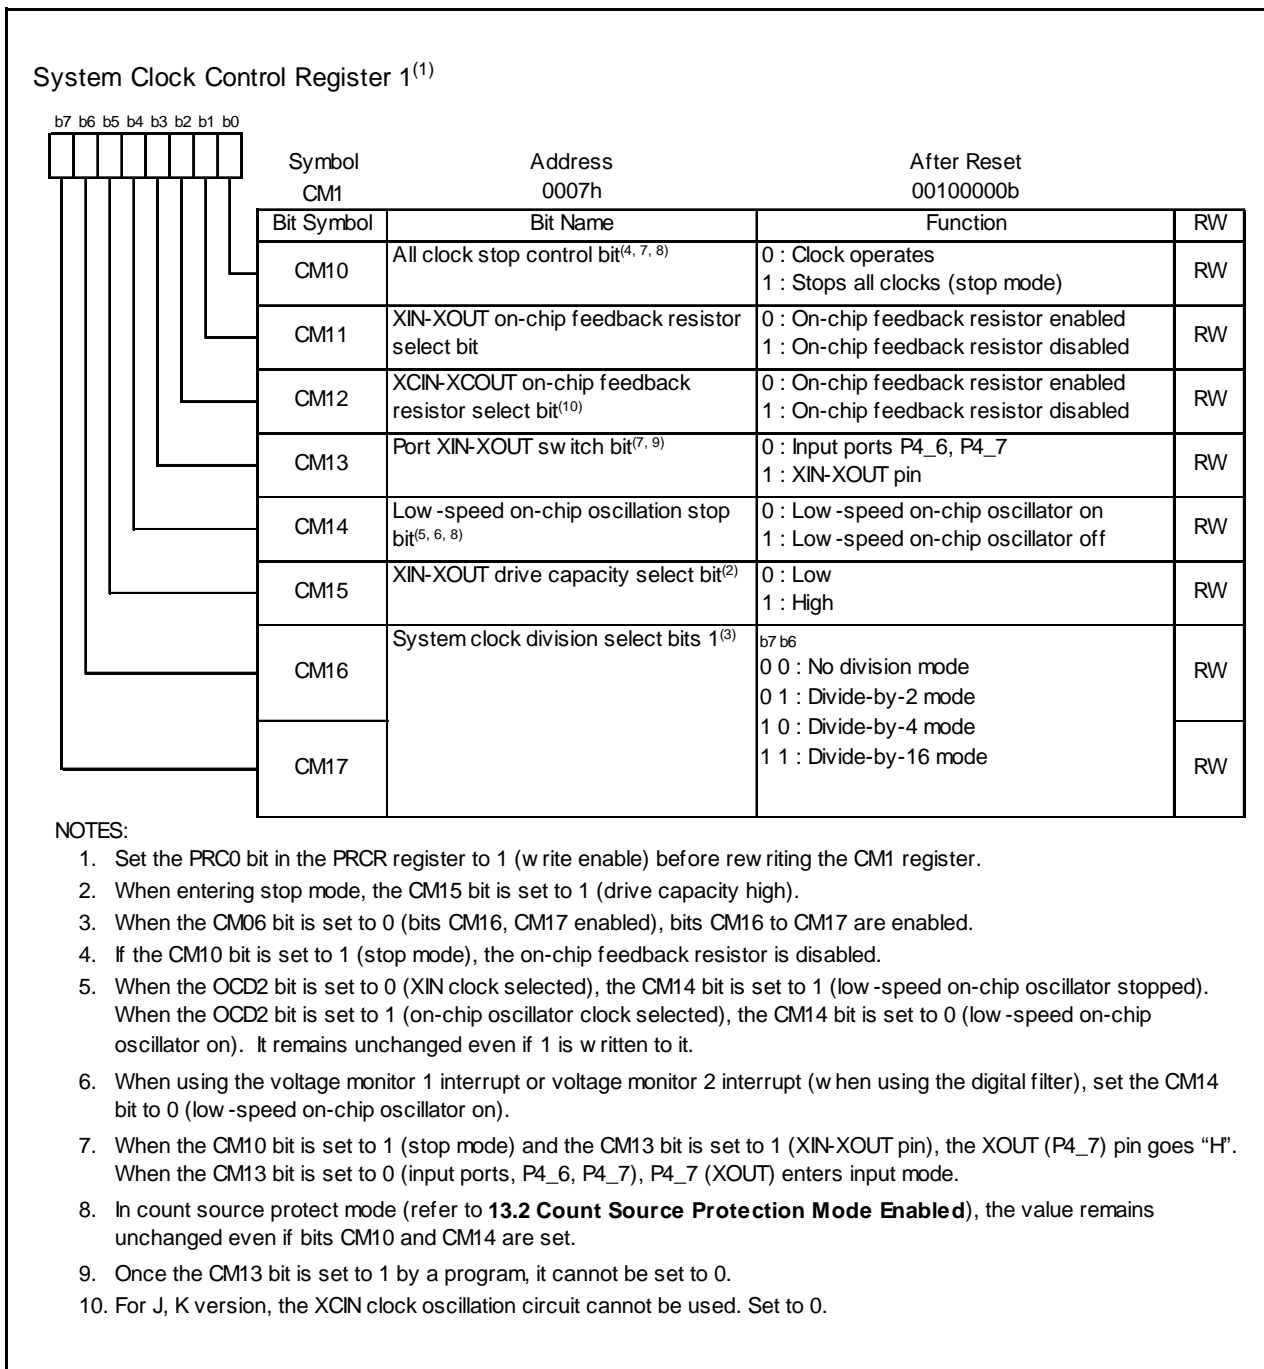 System Clock Control Register 1(1)
b7 b6 b5 b4 b3 b2 b1 b0
Symbol Address After Reset
CM1 0007h 00100000b
Bit Symbol Bit Name Function RW
CM10 All clock stop control bit(4, 7, 8) 0 : Clock operates RW
1 : Stops all clocks (stop mode)
CM11 XIN-XOUT on-chip feedback resistor 0 : On-chip feedback resistor enabled RW
select bit 1 : On-chip feedback resistor disabled
CM12 XCIN-XCOUT on-chip feedback 0 : On-chip feedback resistor enabled RW
resistor select bit(10) 1 : On-chip feedback resistor disabled
CM13 Port XIN-XOUT switch bit(7, 9) 0 : Input ports P4_6, P4_7 RW
1 : XIN-XOUT pin
CM14 Low-speed on-chip oscillation stop 0 : Low-speed on-chip oscillator on RW
bit(5, 6, 8) 1 : Low-speed on-chip oscillator off
CM15 XIN-XOUT drive capacity select bit(2) 0 : Low RW
1 : High
CM16 System clock division select bits 1(3) b7 b6 RW
0 0 : No division mode
0 1 : Divide-by-2 mode
CM17 1 0 : Divide-by-4 mode RW
1 1 : Divide-by-16 mode
NOTES:
1. Set the PRC0 bit in the PRCR register to 1 (write enable) before rewriting the CM1 register.
2. When entering stop mode, the CM15 bit is set to 1 (drive capacity high).
3. When the CM06 bit is set to 0 (bits CM16, CM17 enabled), bits CM16 to CM17 are enabled.
4. If the CM10 bit is set to 1 (stop mode), the on-chip feedback resistor is disabled.
5. When the OCD2 bit is set to 0 (XIN clock selected), the CM14 bit is set to 1 (low-speed on-chip oscillator stopped).
When the OCD2 bit is set to 1 (on-chip oscillator clock selected), the CM14 bit is set to 0 (low-speed on-chip
oscillator on). It remains unchanged even if 1 is written to it.
6. When using the voltage monitor 1 interrupt or voltage monitor 2 interrupt (when using the digital filter), set the CM14
bit to 0 (low-speed on-chip oscillator on).
7. When the CM10 bit is set to 1 (stop mode) and the CM13 bit is set to 1 (XIN-XOUT pin), the XOUT (P4_7) pin goes “H”.
When the CM13 bit is set to 0 (input ports, P4_6, P4_7), P4_7 (XOUT) enters input mode.
8. In count source protect mode (refer to 13.2 Count Source Protection Mode Enabled), the value remains
unchanged even if bits CM10 and CM14 are set.
9. Once the CM13 bit is set to 1 by a program, it cannot be set to 0.
10. For J, K version, the XCIN clock oscillation circuit cannot be used. Set to 0.